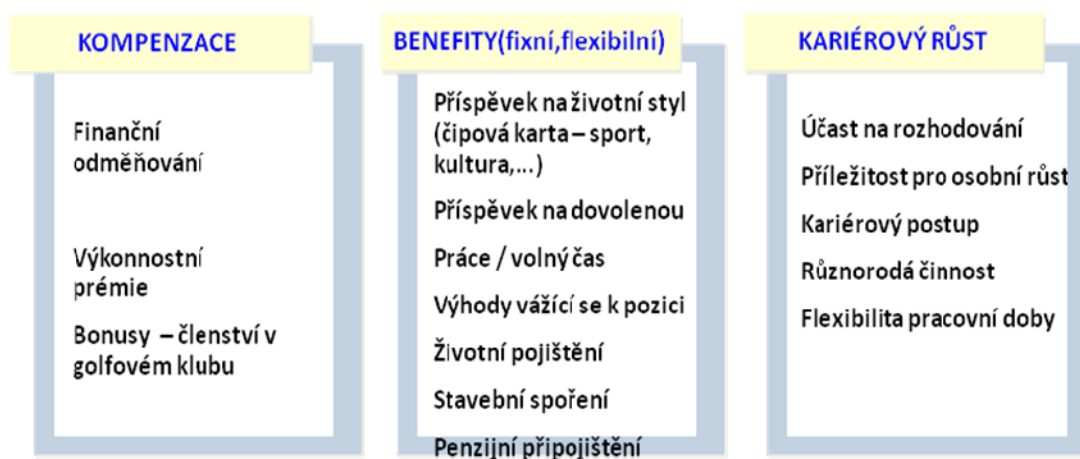 KOMPENZACE
Finanční
odměňování
Výkonnostní
prémie
Bonusy – členství v
golfovém klubu
BENEFITY(fixní,flexibilní)
Příspěvek na životní styl
(čipová karta – sport,
kultura,...)
Příspěvek na dovolenou
Práce / volný čas
Výhody vážící se k pozici
Životní pojištění
Stavební spoření
Penzijní připojištění
KARIÉROVÝ RŮST
Účast na rozhodování
Příležitost pro osobní růst
Kariérový postup
Různorodá činnost
Flexibilita pracovní doby